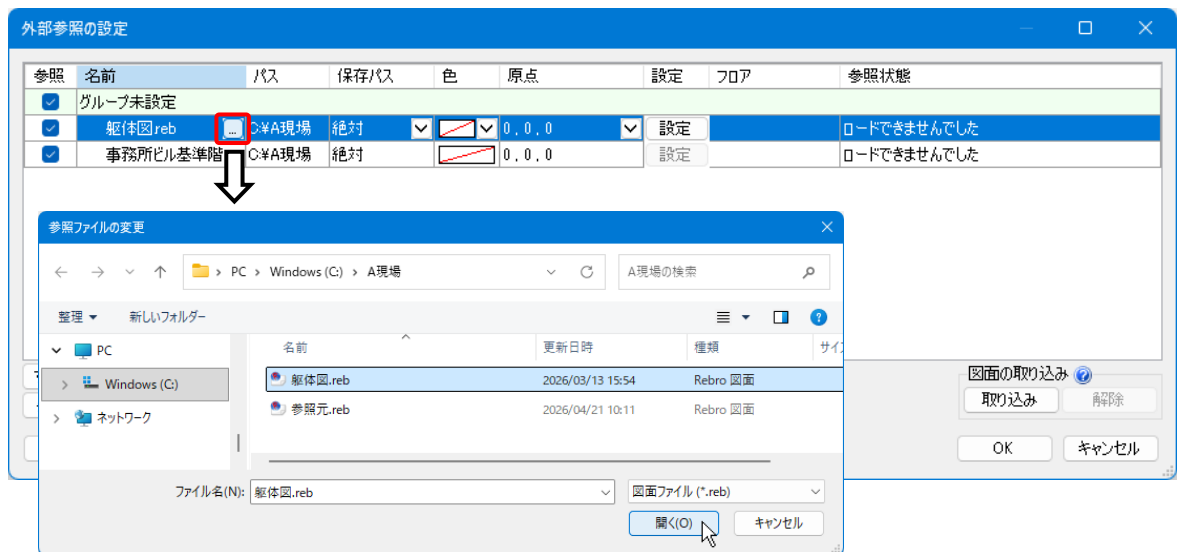 外部参照の設定
参照 名前 パス 保存パス 色 原点 設定 フロア 参照状態
グループ未設定
躯体図.reb ... C:¥A現場 絶対 0, 0, 0 設定 ロードできませんでした
事務所ビル基準階 C:¥A現場 絶対 0, 0, 0 設定 ロードできませんでした
参照ファイルの変更
PC > Windows (C:) > A現場 A現場の検索
整理 新しいフォルダー
名前 更新日時 種類
PC
Windows (C:)
ネットワーク
躯体図.reb 2026/03/13 15:54 Rebro 図面
参照元.reb 2026/04/21 10:11 Rebro 図面
ファイル名(N): 躯体図.reb 図面ファイル (*.reb)
開く(O) キャンセル
図面の取り込み
取り込み 解除
OK キャンセル